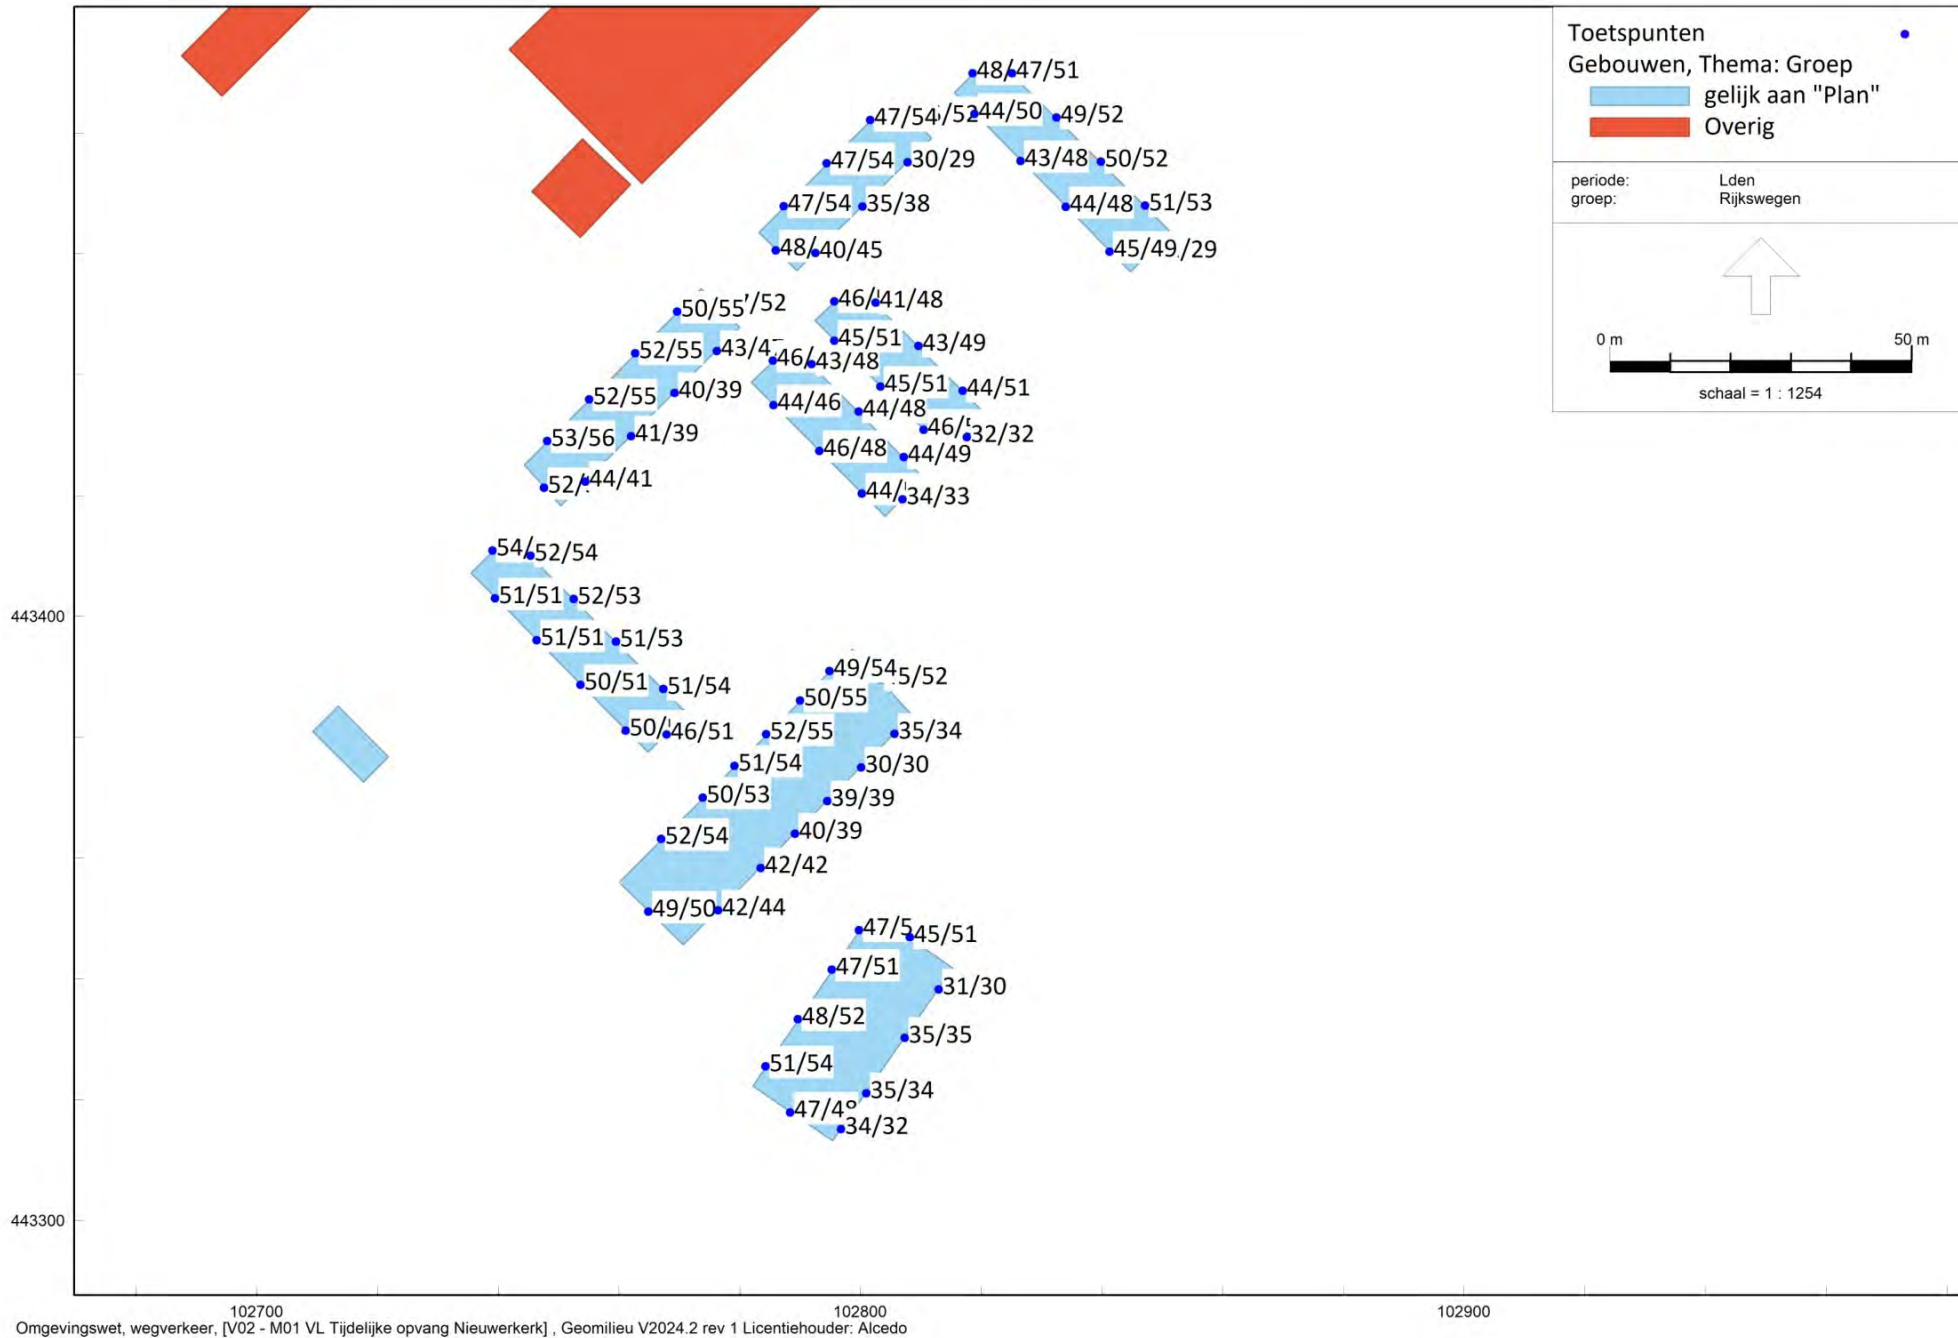 Toetspunten
Gebouwen, Thema: Groep
gelijk aan "Plan"
Overig
periode: Lden
groep: Rijkswegen
0 m 50 m
schaal = 1 : 1254
48/ 47/51
47/54 /52 44/50 49/52
47/54 30/29 43/48 50/52
47/54 35/38 44/48 51/53
48/ 40/45 45/49 /29
50/55 /52 46/ 41/48
52/55 43/4 45/51 43/49
46/ 43/48
52/55 40/39 44/46 45/51 44/51
44/48
53/56 41/39 46/48 46/ 32/32
44/49
52/ 44/41 44/ 34/33
54/ 52/54
51/51 52/53
443400
51/51 51/53
49/54 5/52
50/51 51/54 50/55
50/ 46/51 52/55 35/34
51/54 30/30
50/53 39/39
52/54 40/39
42/42
49/50 42/44
47/5 45/51
47/51
31/30
48/52
35/35
51/54
35/34
47/48
34/32
443300
102700 102800 102900
Omgevingswet, wegverkeer, [V02 - M01 VL Tijdelijke opvang Nieuwerkerk] , Geomilieu V2024.2 rev 1 Licentiehouder: Alcedo